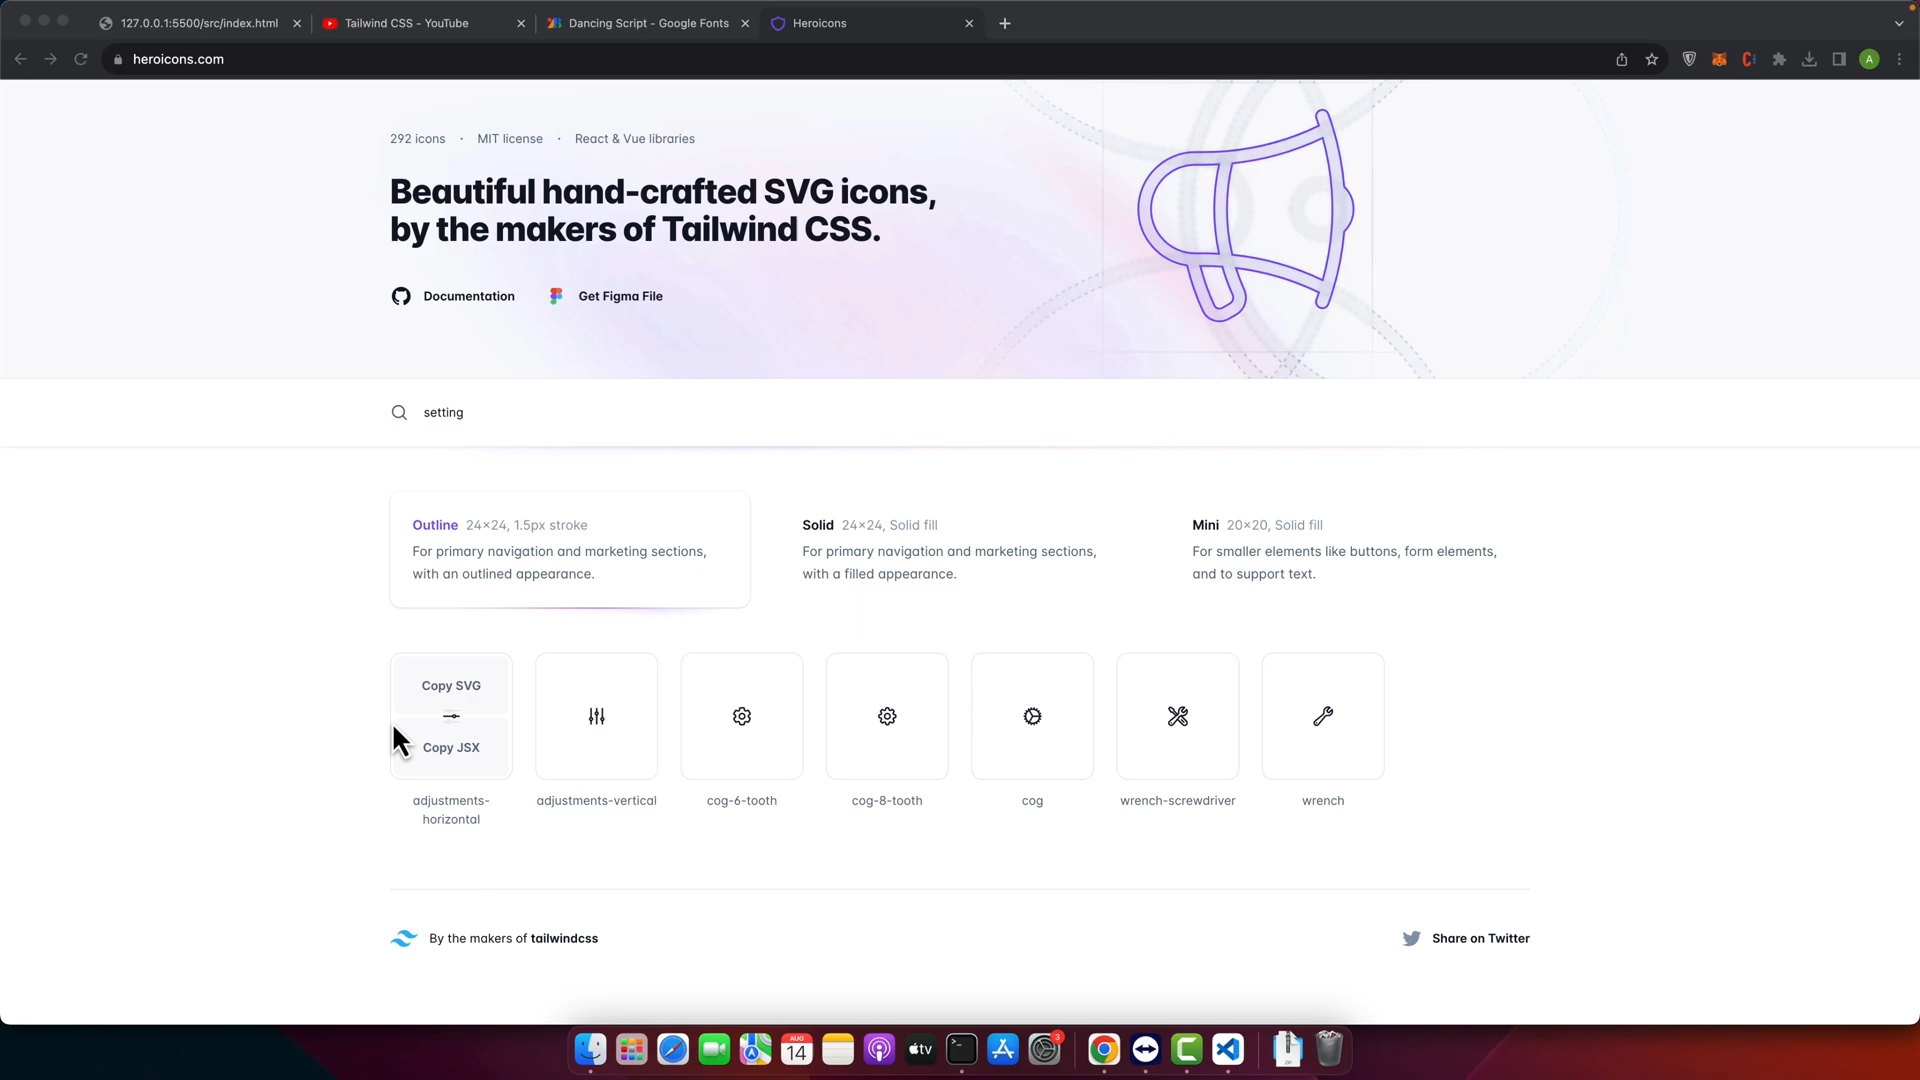 127.0.0.1:5500/src/index.html
Tailwind CSS - YouTube
Dancing Script - Google Fonts
Heroicons
heroicons.com
A
292 icons · MIT license · React & Vue libraries
Beautiful hand-crafted SVG icons,
by the makers of Tailwind CSS.
Documentation
Get Figma File
setting
Outline 24×24, 1.5px stroke
For primary navigation and marketing sections,
with an outlined appearance.
Solid 24×24, Solid fill
For primary navigation and marketing sections,
with a filled appearance.
Mini 20×20, Solid fill
For smaller elements like buttons, form elements,
and to support text.
Copy SVG
Copy JSX
adjustments-
horizontal
adjustments-vertical
cog-6-tooth
cog-8-tooth
cog
wrench-screwdriver
wrench
By the makers of tailwindcss
Share on Twitter
AUG
14
tv
3
ZIP